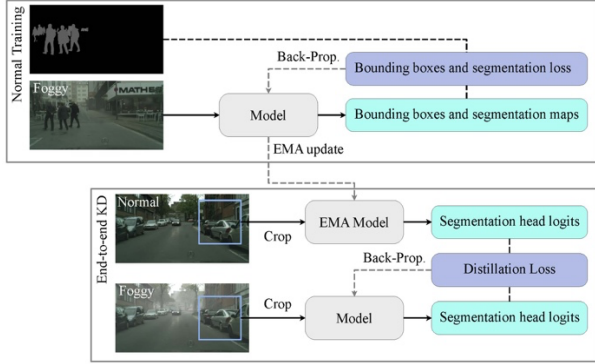 Normal Training
Foggy
MATHES
Back-Prop.
Bounding boxes and segmentation loss
Model
Bounding boxes and segmentation maps
EMA update
End-to-end KD
Normal
Crop
EMA Model
Segmentation head logits
Back-Prop.
Distillation Loss
Foggy
Crop
Model
Segmentation head logits